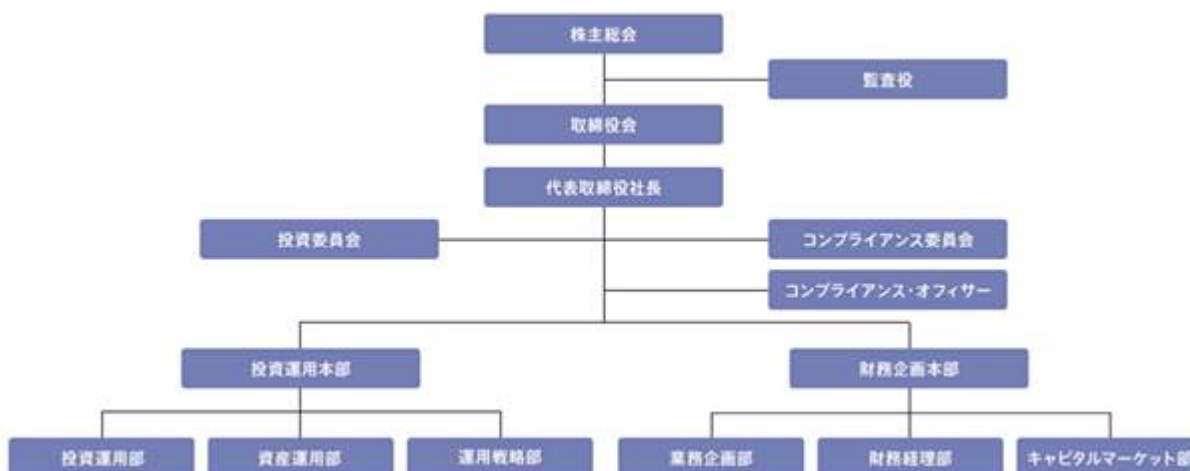 株主総会
監査役
取締役会
代表取締役社長
投資委員会
コンプライアンス委員会
コンプライアンス・オフィサー
投資運用本部
財務企画本部
投資運用部
資産運用部
運用戦略部
業務企画部
財務経理部
キャピタルマーケット部